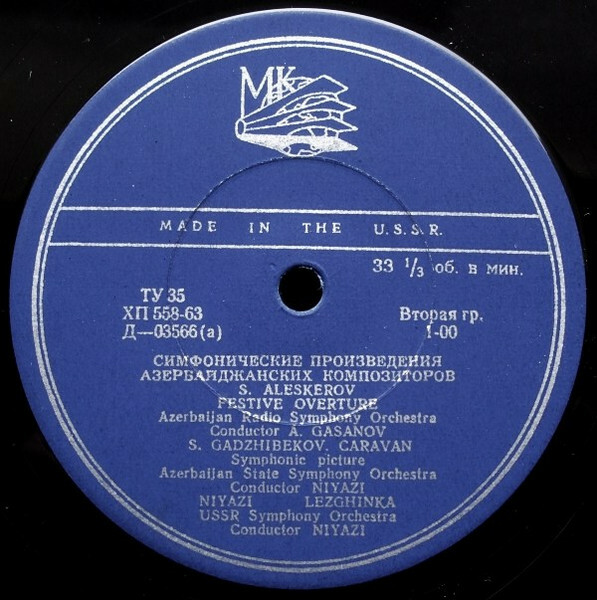 МК
MADE IN THE U.S.S.R.
33 1/3 об. в мин.
ТУ 35
ХП 558-63
Д—03566(а)
Вторая гр.
1-00
СИМФОНИЧЕСКИЕ ПРОИЗВЕДЕНИЯ
АЗЕРБАЙДЖАНСКИХ КОМПОЗИТОРОВ
S. ALESKEROV
FESTIVE OVERTURE
Azerbaijan Radio Symphony Orchestra
Conductor A. GASANOV
S. GADZHIBEKOV. CARAVAN
Symphonic picture
Azerbaijan State Symphony Orchestra
Conductor NIYAZI
NIYAZI LEZGHINKA
USSR Symphony Orchestra
Conductor NIYAZI